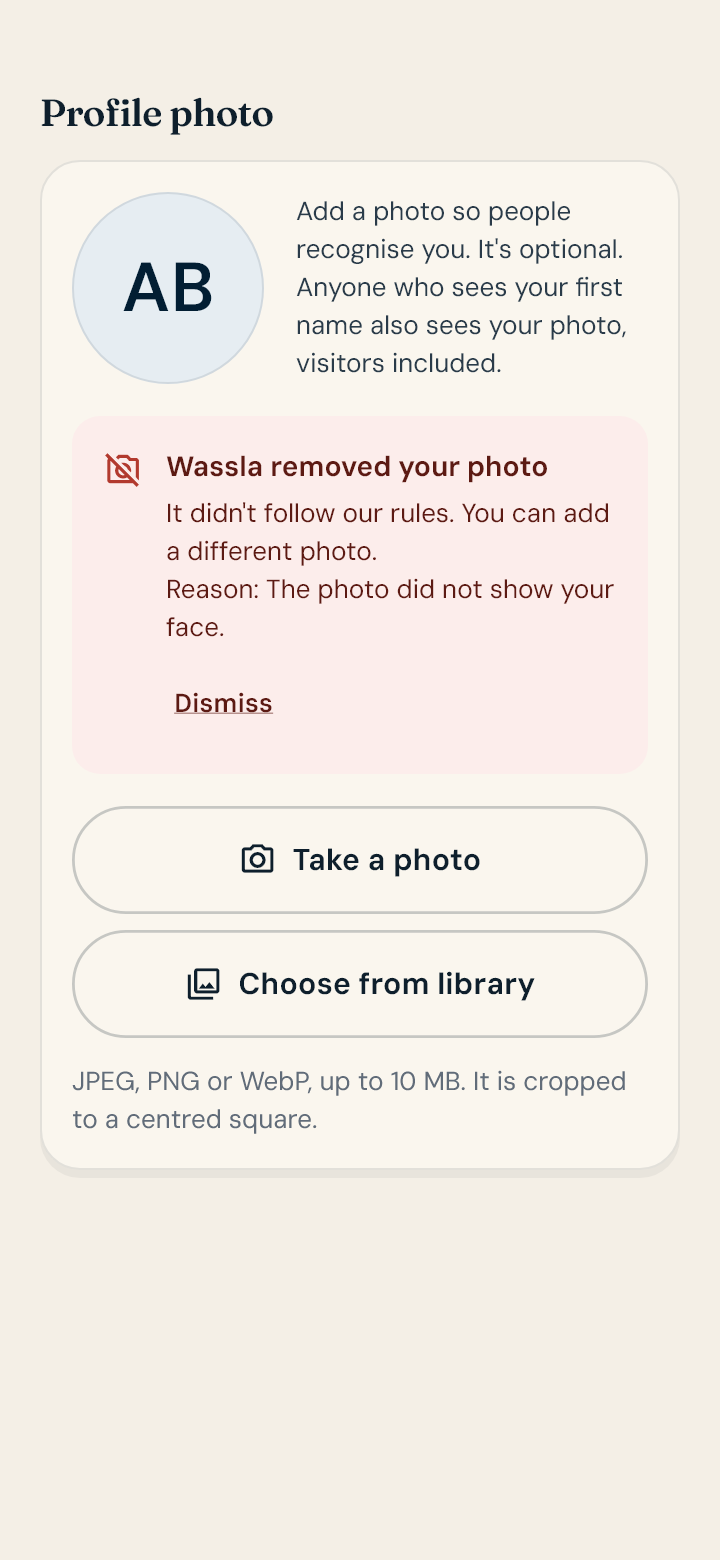 Profile photo
AB
Add a photo so people
recognise you. It's optional.
Anyone who sees your first
name also sees your photo,
visitors included.
Wassla removed your photo
It didn't follow our rules. You can add
a different photo.
Reason: The photo did not show your
face.
Dismiss
Take a photo
Choose from library
JPEG, PNG or WebP, up to 10 MB. It is cropped
to a centred square.